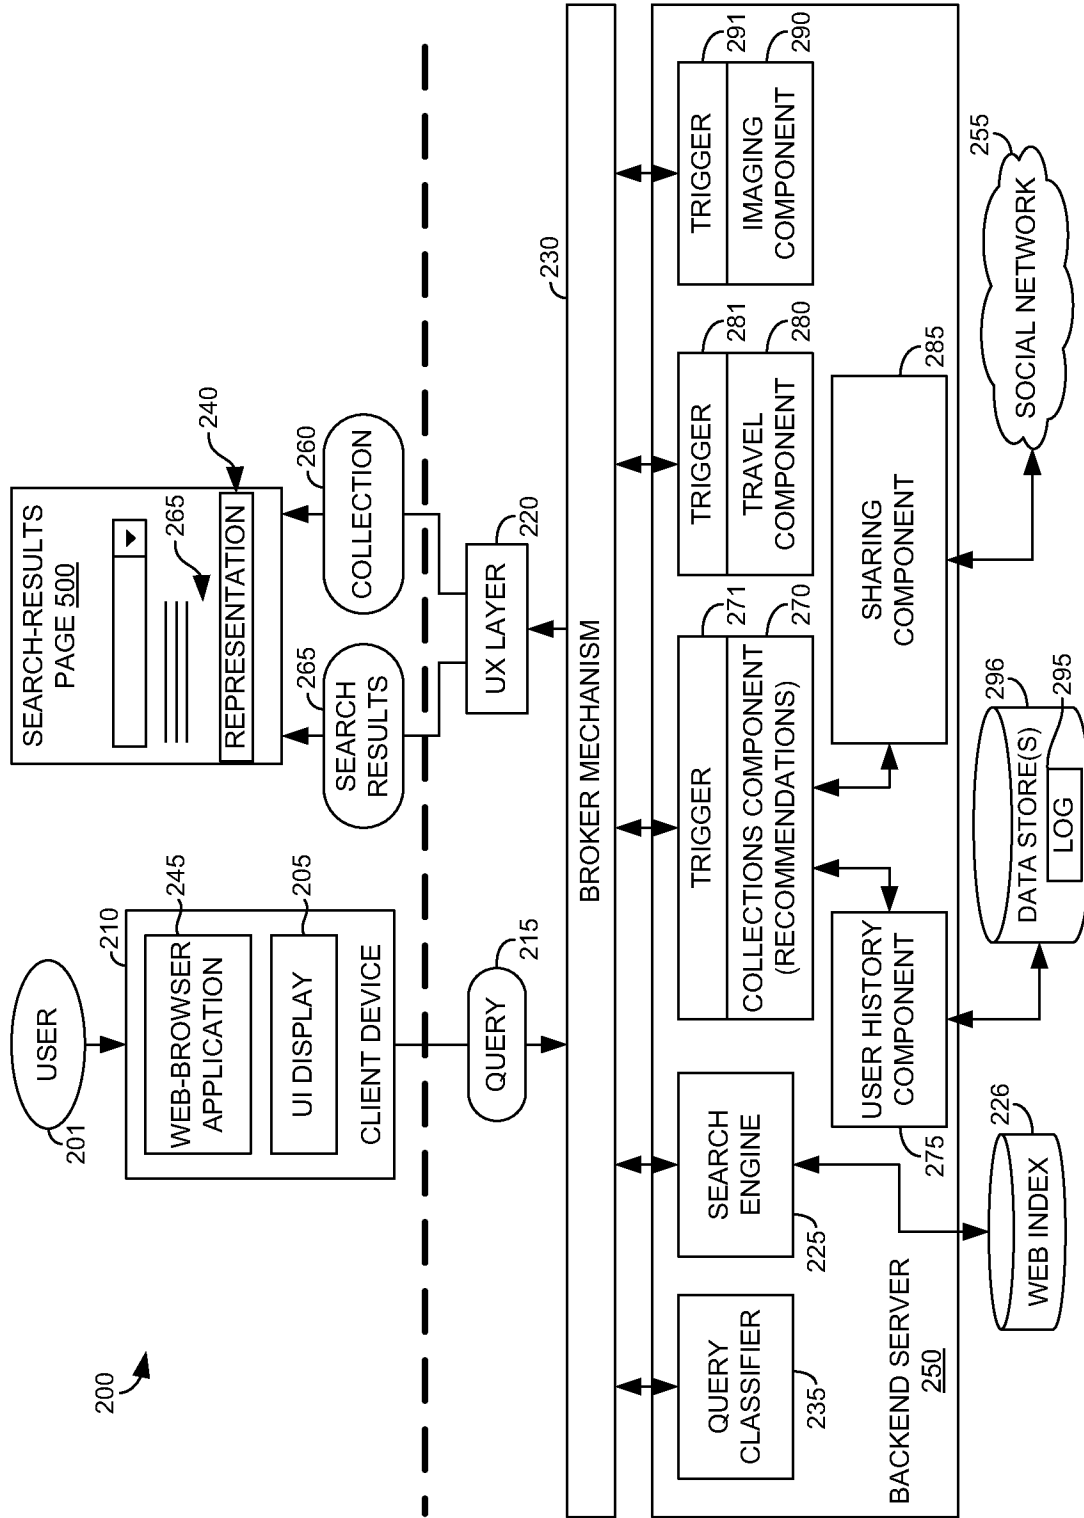 200
USER
201
210
WEB-BROWSER
APPLICATION
245
UI DISPLAY
205
CLIENT DEVICE
SEARCH-RESULTS
PAGE 500
265
REPRESENTATION
240
SEARCH
RESULTS
265
COLLECTION
260
QUERY
215
UX LAYER
220
BROKER MECHANISM
230
QUERY
CLASSIFIER
235
SEARCH
ENGINE
225
TRIGGER
271
COLLECTIONS COMPONENT
(RECOMMENDATIONS)
270
TRIGGER
281
TRAVEL
COMPONENT
280
TRIGGER
291
IMAGING
COMPONENT
290
USER HISTORY
COMPONENT
275
SHARING
COMPONENT
285
BACKEND SERVER
250
WEB INDEX
226
DATA STORE(S)
296
LOG
295
SOCIAL NETWORK
255